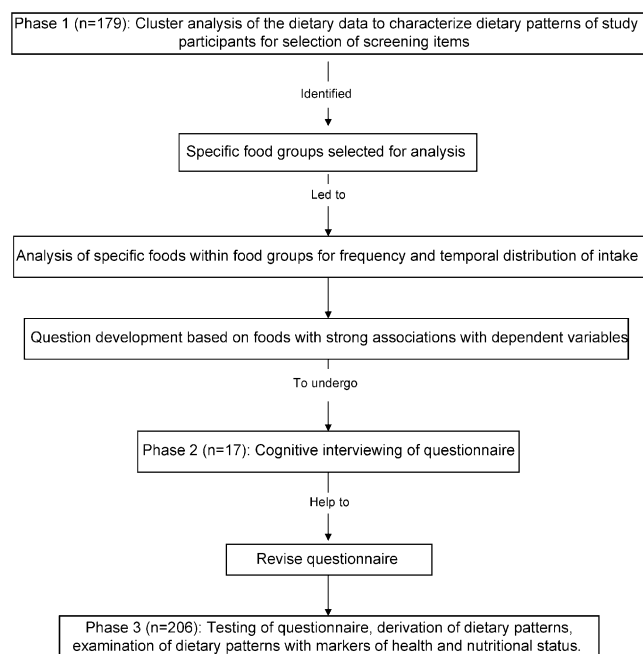 Phase 1 (n=179): Cluster analysis of the dietary data to characterize dietary patterns of study
participants for selection of screening items
Identified
Specific food groups selected for analysis
Led to
Analysis of specific foods within food groups for frequency and temporal distribution of intake
Question development based on foods with strong associations with dependent variables
To undergo
Phase 2 (n=17): Cognitive interviewing of questionnaire
Help to
Revise questionnaire
Phase 3 (n=206): Testing of questionnaire, derivation of dietary patterns,
examination of dietary patterns with markers of health and nutritional status.